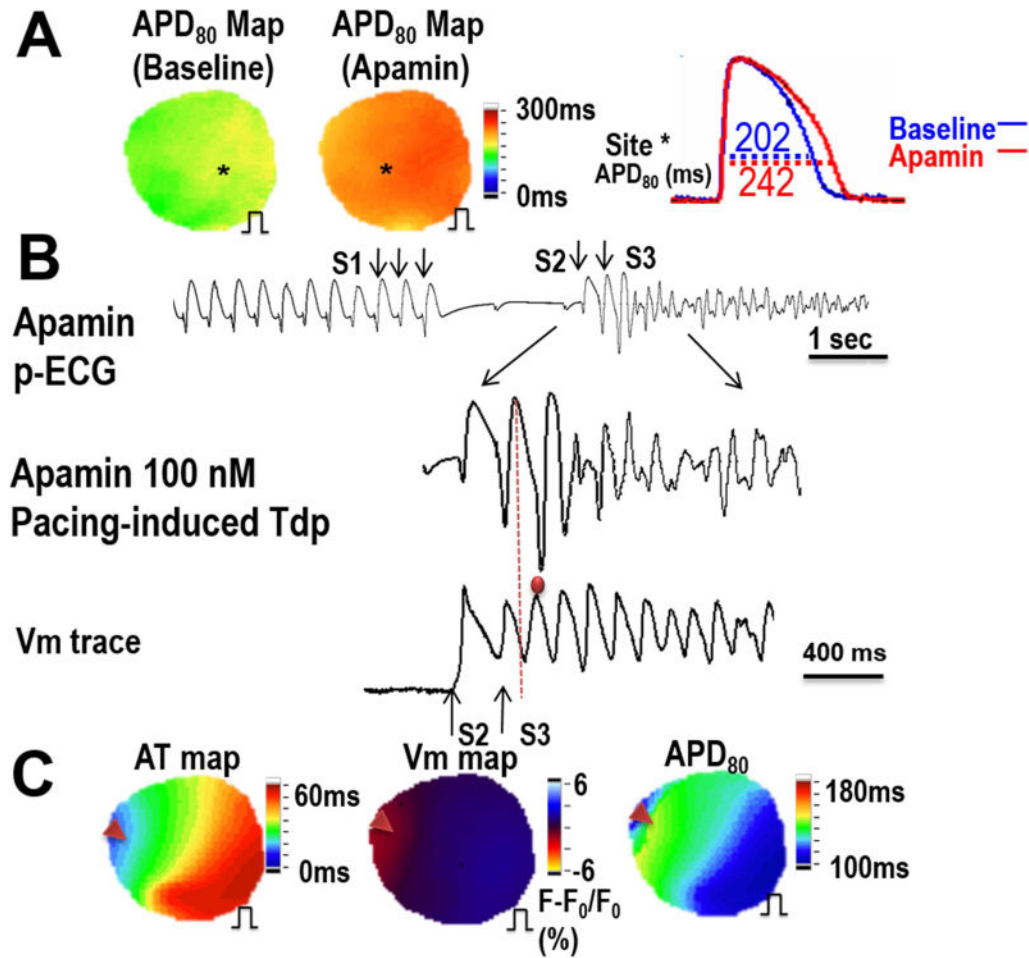 A
APD80 Map
(Baseline)
APD80 Map
(Apamin)
300ms
0ms
Site *
APD80 (ms)
202
242
Baseline
Apamin
*
*
B
S1
S2
S3
Apamin
p-ECG
1 sec
Apamin 100 nM
Pacing-induced Tdp
Vm trace
400 ms
S2
S3
C
AT map
60ms
0ms
Vm map
6
-6
F-F0/F0
(%)
APD80
180ms
100ms